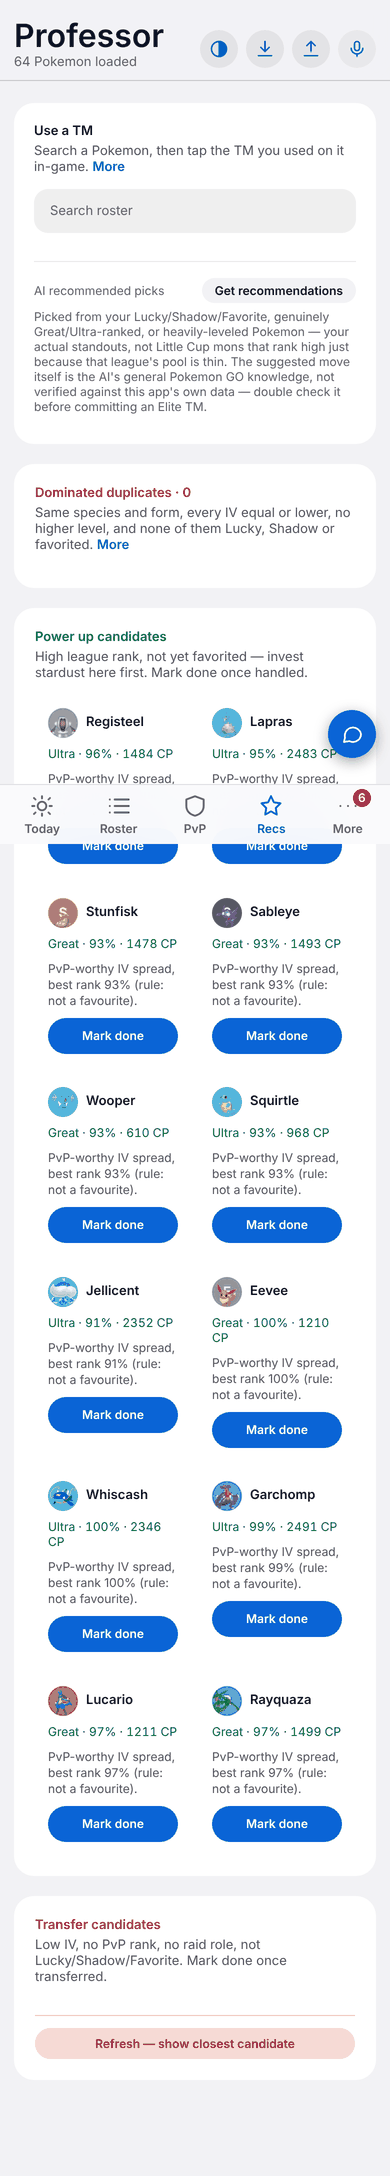 Professor
64 Pokemon loaded
Use a TM
Search a Pokemon, then tap the TM you used on it
in-game. More
Search roster
AI recommended picks
Get recommendations
Picked from your Lucky/Shadow/Favorite, genuinely
Great/Ultra-ranked, or heavily-leveled Pokemon — your
actual standouts, not Little Cup mons that rank high just
because that league's pool is thin. The suggested move
itself is the AI's general Pokemon GO knowledge, not
verified against this app's own data — double check it
before committing an Elite TM.
Dominated duplicates · 0
Same species and form, every IV equal or lower, no
higher level, and none of them Lucky, Shadow or
favorited. More
Power up candidates
High league rank, not yet favorited — invest
stardust here first. Mark done once handled.
Registeel
Ultra · 96% · 1484 CP
PvP-worthy IV spread,
Lapras
Ultra · 95% · 2483 CP
PvP-worthy IV spread,
Today
Roster
PvP
Recs
6
More
Mark done
Mark done
Stunfisk
Great · 93% · 1478 CP
PvP-worthy IV spread,
best rank 93% (rule:
not a favourite).
Mark done
Sableye
Great · 93% · 1493 CP
PvP-worthy IV spread,
best rank 93% (rule:
not a favourite).
Mark done
Wooper
Great · 93% · 610 CP
PvP-worthy IV spread,
best rank 93% (rule:
not a favourite).
Mark done
Squirtle
Ultra · 93% · 968 CP
PvP-worthy IV spread,
best rank 93% (rule:
not a favourite).
Mark done
Jellicent
Ultra · 91% · 2352 CP
PvP-worthy IV spread,
best rank 91% (rule:
not a favourite).
Mark done
Eevee
Great · 100% · 1210
CP
PvP-worthy IV spread,
best rank 100% (rule:
not a favourite).
Mark done
Whiscash
Ultra · 100% · 2346
CP
PvP-worthy IV spread,
best rank 100% (rule:
not a favourite).
Mark done
Garchomp
Ultra · 99% · 2491 CP
PvP-worthy IV spread,
best rank 99% (rule:
not a favourite).
Mark done
Lucario
Great · 97% · 1211 CP
PvP-worthy IV spread,
best rank 97% (rule:
not a favourite).
Mark done
Rayquaza
Great · 97% · 1499 CP
PvP-worthy IV spread,
best rank 97% (rule:
not a favourite).
Mark done
Transfer candidates
Low IV, no PvP rank, no raid role, not
Lucky/Shadow/Favorite. Mark done once
transferred.
Refresh — show closest candidate